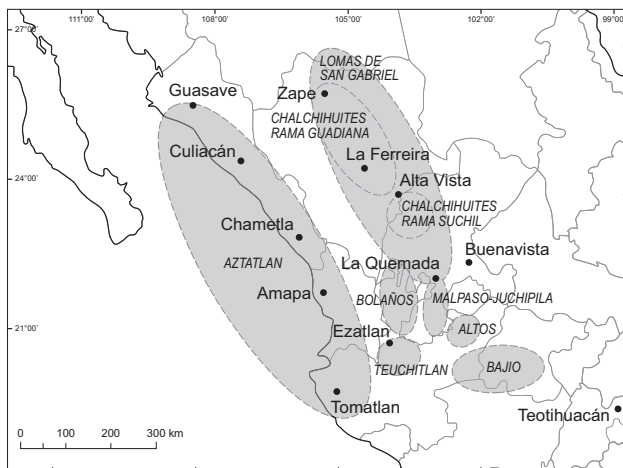 111°00'
108°00'
105°00'
102°00'
99°00'
27°00'
LOMAS DE
SAN GABRIEL
Guasave
Zape
CHALCHIHUITES
RAMA GUADIANA
Culiacán
La Ferreira
24°00'
Alta Vista
CHALCHIHUITES
RAMA SUCHIL
Chametla
Buenavista
La Quemada
AZTATLAN
Amapa
BOLAÑOS
MALPASO-JUCHIPILA
21°00'
Ezatlan
ALTOS
TEUCHITLAN
BAJIO
Tomatlan
Teotihuacán
0 100 200 300 km